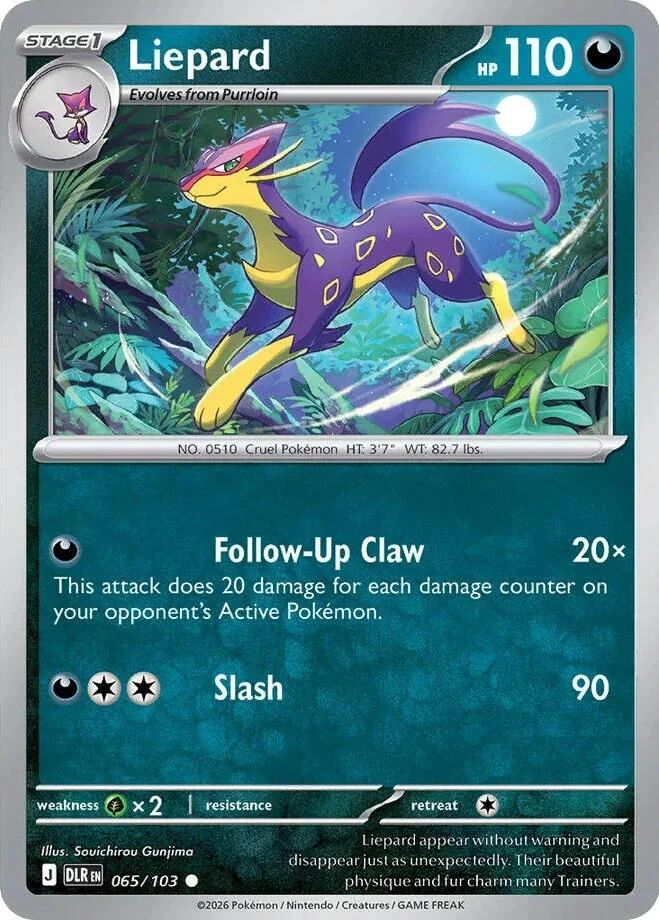 STAGE1
Liepard
HP 110
Evolves from Purrloin
NO. 0510 Cruel Pokémon HT: 3'7" WT: 82.7 lbs.
Follow-Up Claw 20×
This attack does 20 damage for each damage counter on
your opponent's Active Pokémon.
Slash 90
weakness ×2 resistance retreat
Illus. Souichirou Gunjima
J DLR EN 065/103
Liepard appear without warning and
disappear just as unexpectedly. Their beautiful
physique and fur charm many Trainers.
©2026 Pokémon / Nintendo / Creatures / GAME FREAK